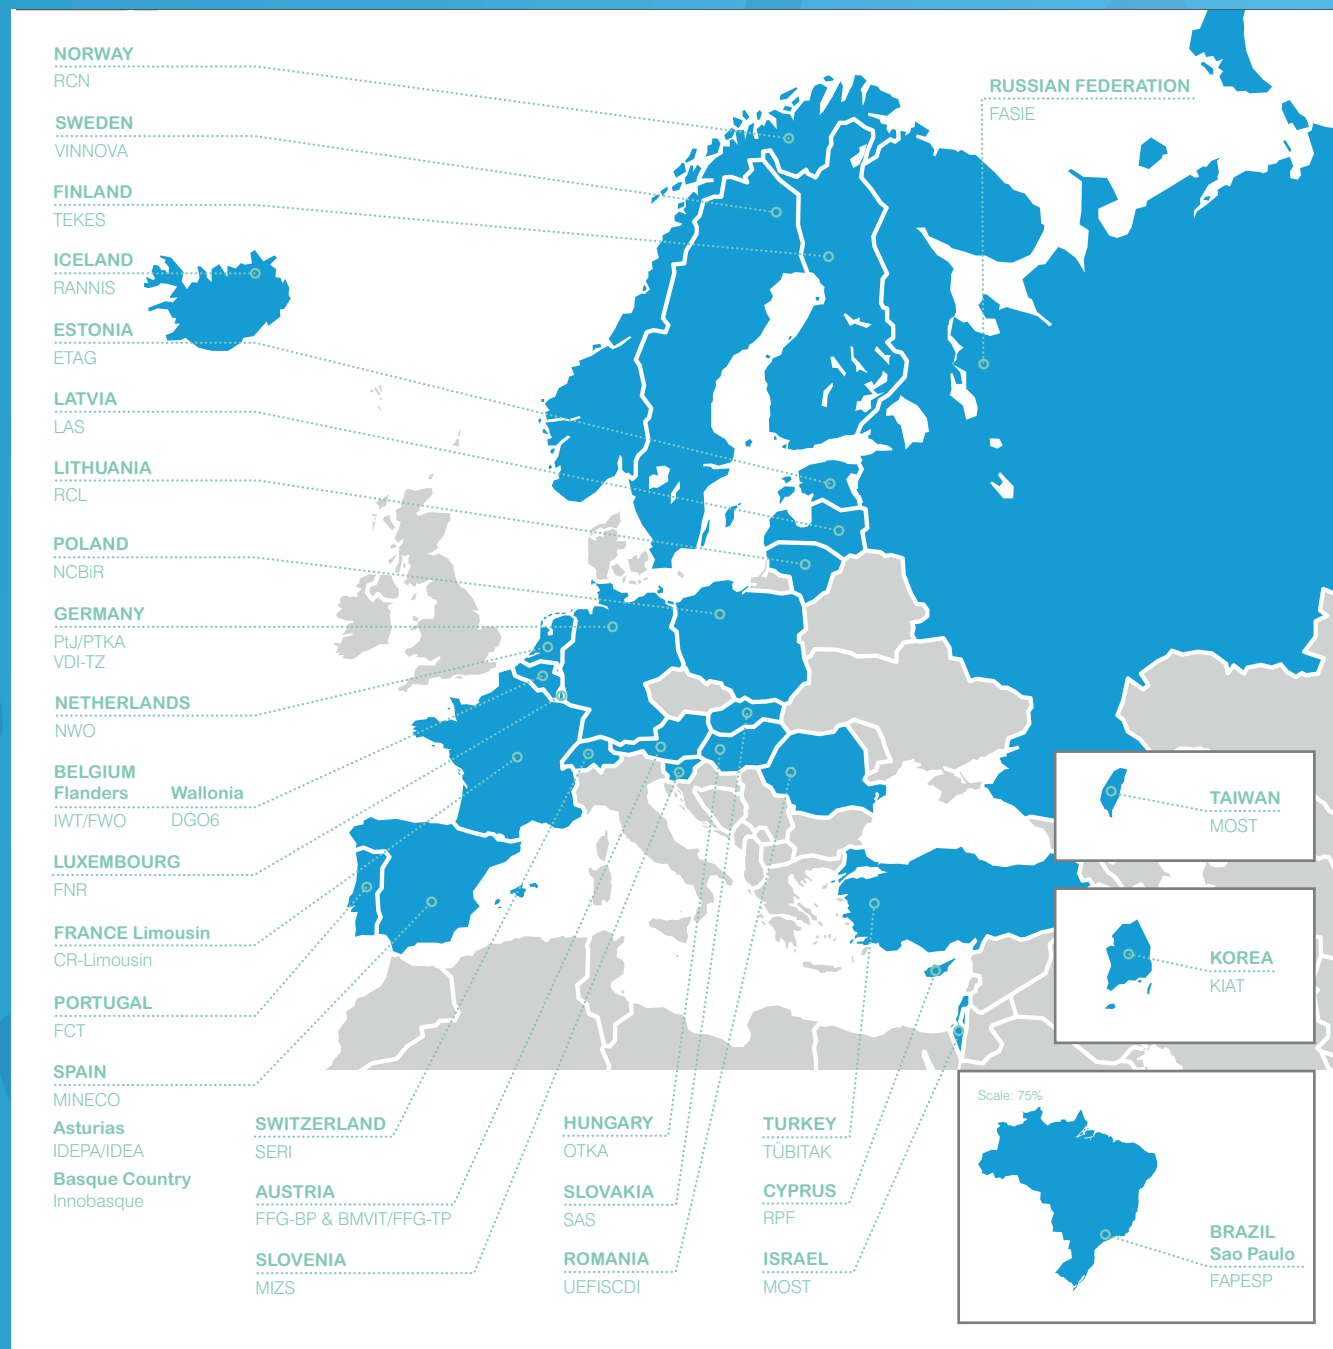 NORWAY
RCN
SWEDEN
VINNOVA
FINLAND
TEKES
ICELAND
RANNIS
ESTONIA
ETAG
LATVIA
LAS
LITHUANIA
RCL
POLAND
NCBiR
GERMANY
PtJ/PTKA
VDI-TZ
NETHERLANDS
NWO
BELGIUM
Flanders Wallonia
IWT/FWO DGO6
LUXEMBOURG
FNR
FRANCE Limousin
CR-Limousin
PORTUGAL
FCT
SPAIN
MINECO
Asturias
IDEPA/IDEA
Basque Country
Innobasque
SWITZERLAND
SERI
AUSTRIA
FFG-BP & BMVIT/FFG-TP
SLOVENIA
MIZS
HUNGARY
OTKA
SLOVAKIA
SAS
ROMANIA
UEFISCDI
TURKEY
TÜBITAK
CYPRUS
RPF
ISRAEL
MOST
RUSSIAN FEDERATION
FASIE
TAIWAN
MOST
KOREA
KIAT
Scale: 75%
BRAZIL
Sao Paulo
FAPESP